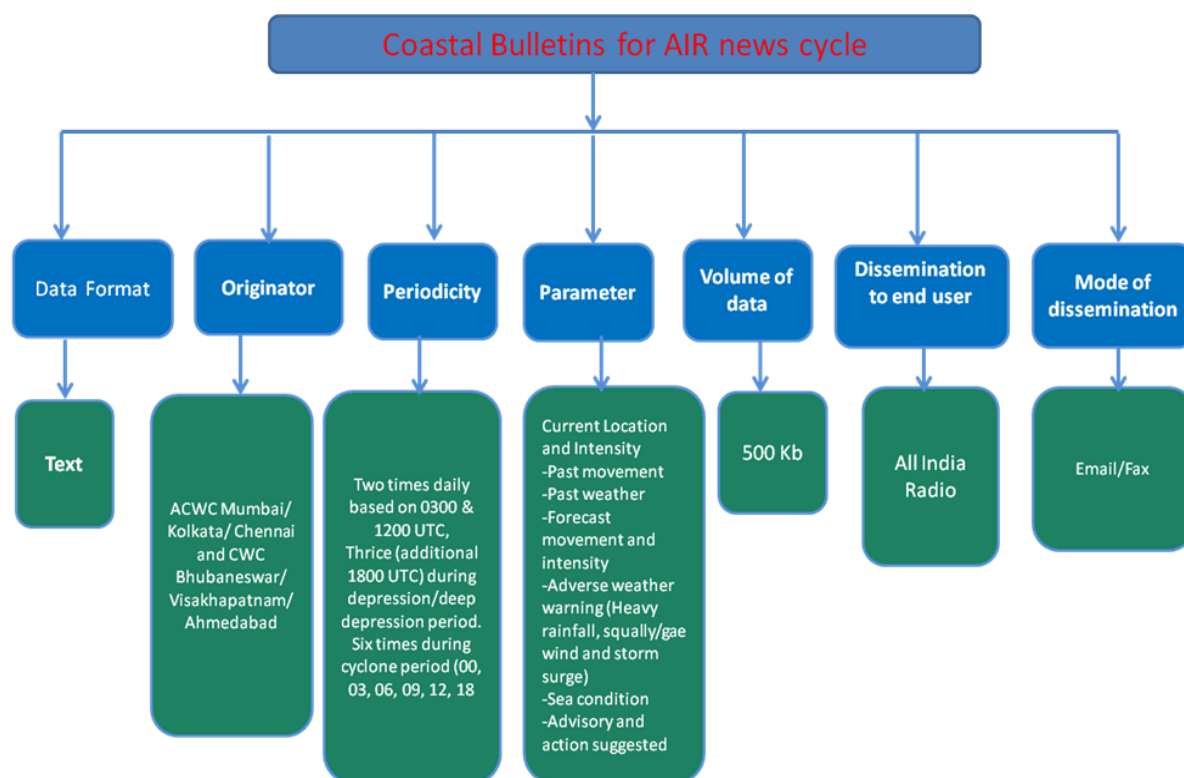 Coastal Bulletins for AIR news cycle
Data Format
Originator
Periodicity
Parameter
Volume of
data
Dissemination
to end user
Mode of
dissemination
Text
ACWC Mumbai/
Kolkata/ Chennai
and CWC
Bhubaneswar/
Visakhapatnam/
Ahmedabad
Two times daily
based on 0300 &
1200 UTC,
Thrice (additional
1800 UTC) during
depression/deep
depression period.
Six times during
cyclone period (00,
03, 06, 09, 12, 18
Current Location
and Intensity
-Past movement
-Past weather
-Forecast
movement and
intensity
-Adverse weather
warning (Heavy
rainfall, squally/gae
wind and storm
surge)
-Sea condition
-Advisory and
action suggested
500 Kb
All India
Radio
Email/Fax